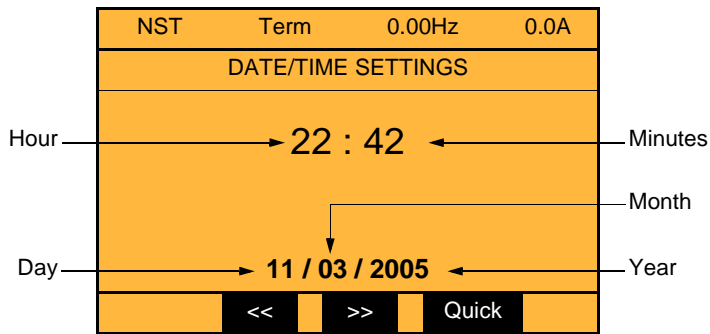 NST Term 0.00Hz 0.0A
DATE/TIME SETTINGS
Hour 22 : 42 Minutes
Month
Day 11 / 03 / 2005 Year
<< >> Quick